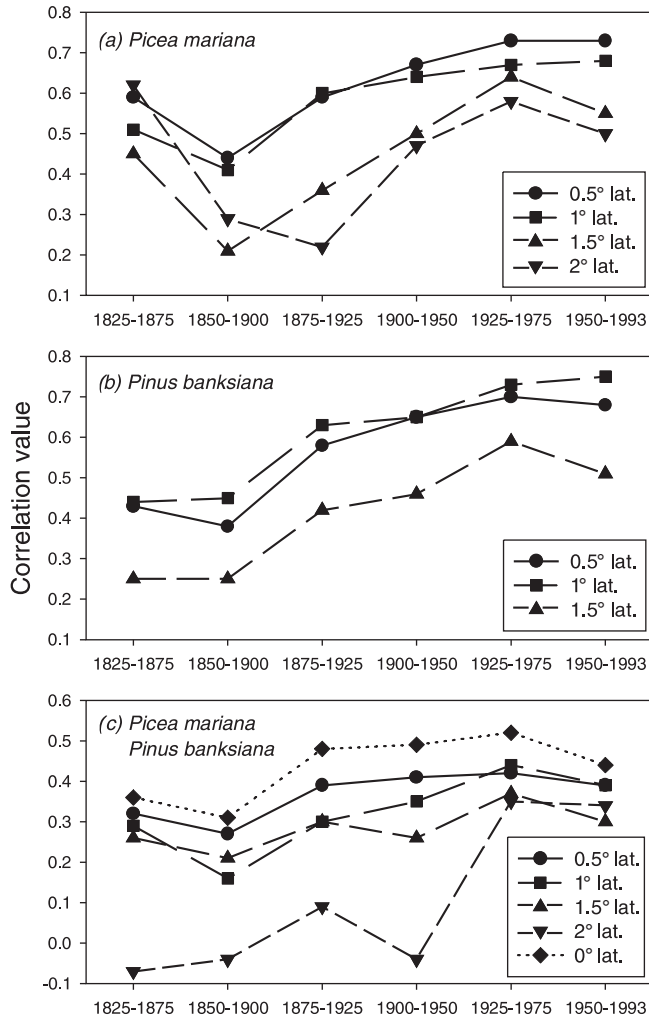 0.8
(a) Picea mariana
0.7
0.6
0.5
0.4
0.3
0.2
0.1
0.5° lat.
1° lat.
1.5° lat.
2° lat.
1825-1875 1850-1900 1875-1925 1900-1950 1925-1975 1950-1993
Correlation value
0.8
(b) Pinus banksiana
0.7
0.6
0.5
0.4
0.3
0.2
0.1
0.5° lat.
1° lat.
1.5° lat.
1825-1875 1850-1900 1875-1925 1900-1950 1925-1975 1950-1993
0.6
(c) Picea mariana
Pinus banksiana
0.5
0.4
0.3
0.2
0.1
0.0
-0.1
0.5° lat.
1° lat.
1.5° lat.
2° lat.
0° lat.
1825-1875 1850-1900 1875-1925 1900-1950 1925-1975 1950-1993